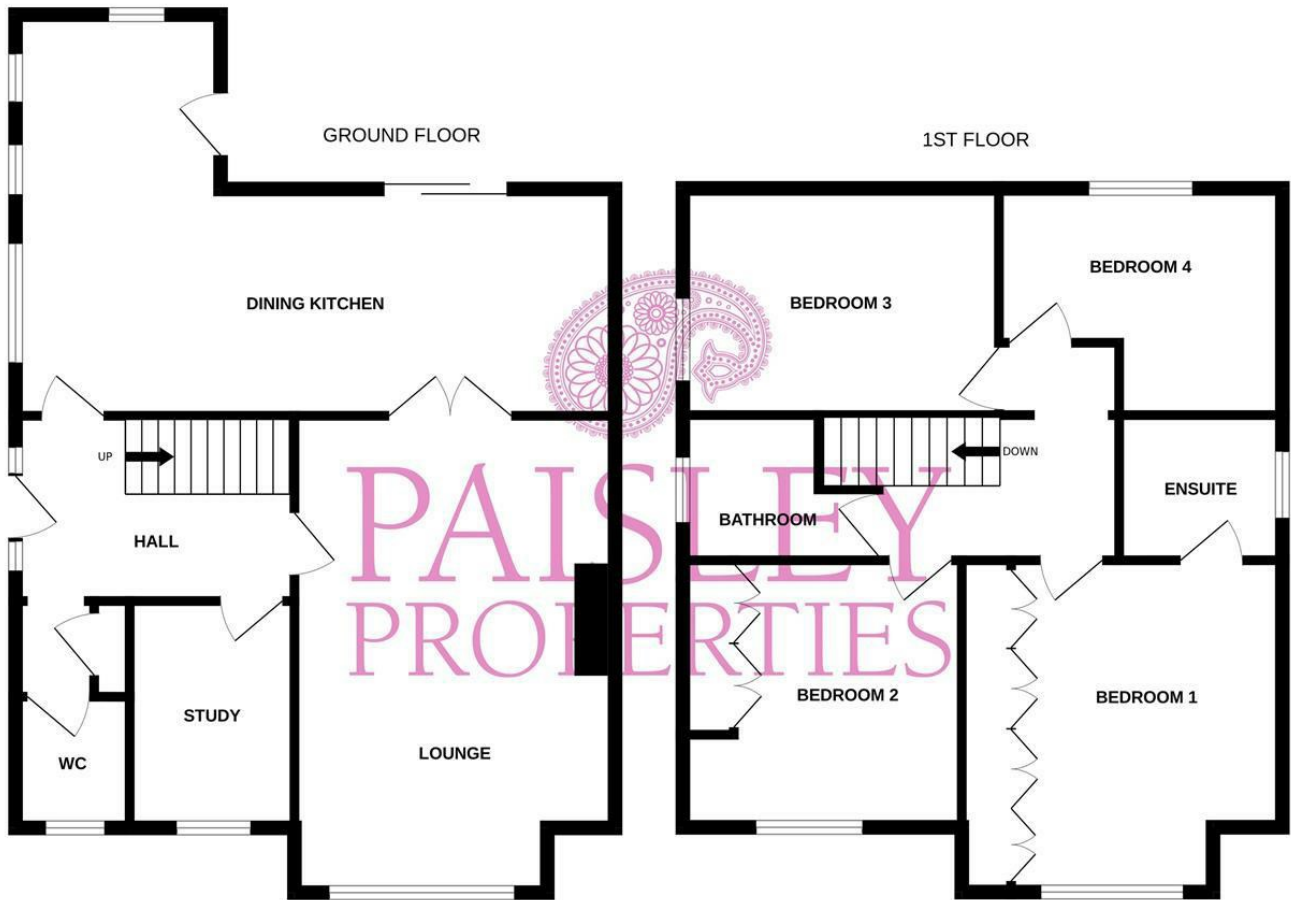 GROUND FLOOR
DINING KITCHEN
UP
HALL
STUDY
WC
LOUNGE
1ST FLOOR
BEDROOM 4
BEDROOM 3
DOWN
ENSUITE
BATHROOM
BEDROOM 2
BEDROOM 1
PAISLEY
PROPERTIES